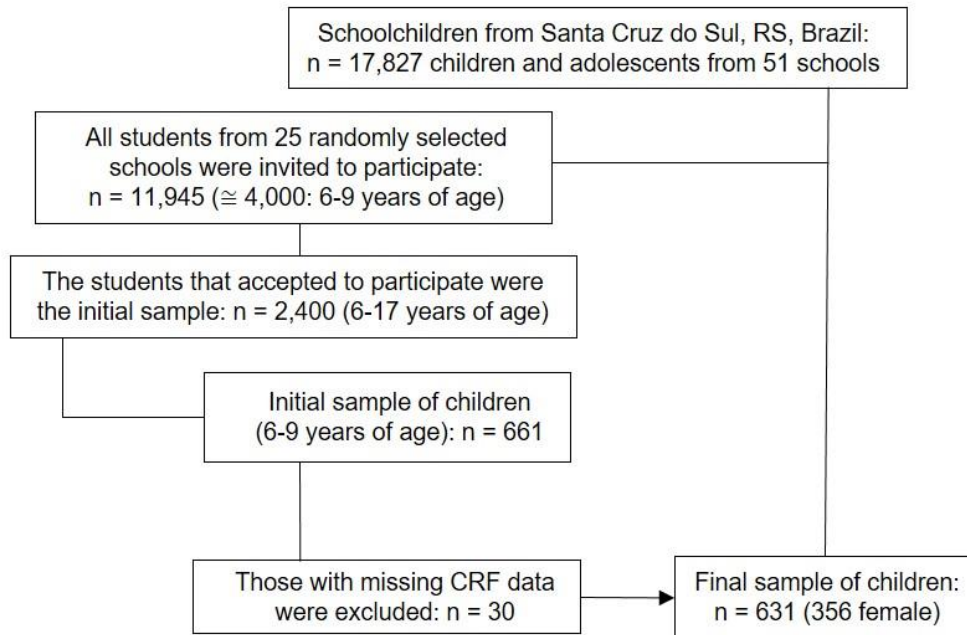 Schoolchildren from Santa Cruz do Sul, RS, Brazil:
n = 17,827 children and adolescents from 51 schools
All students from 25 randomly selected
schools were invited to participate:
n = 11,945 (≅ 4,000: 6-9 years of age)
The students that accepted to participate were
the initial sample: n = 2,400 (6-17 years of age)
Initial sample of children
(6-9 years of age): n = 661
Those with missing CRF data
were excluded: n = 30
Final sample of children:
n = 631 (356 female)